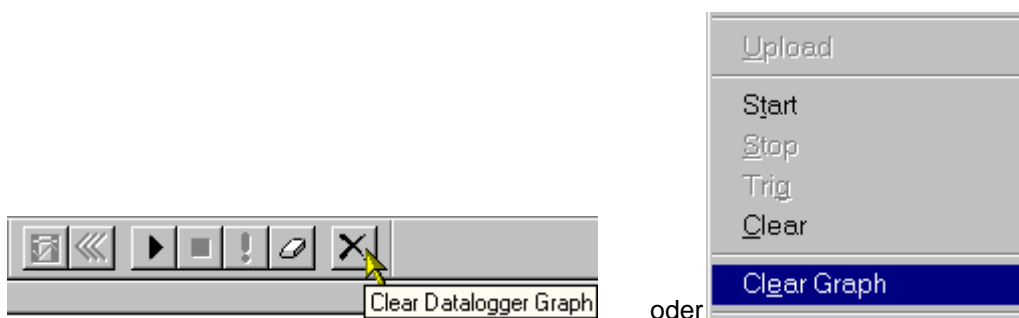 Upload
Start
Stop
Trig
Clear
Clear Graph
Clear Datalogger Graph
oder